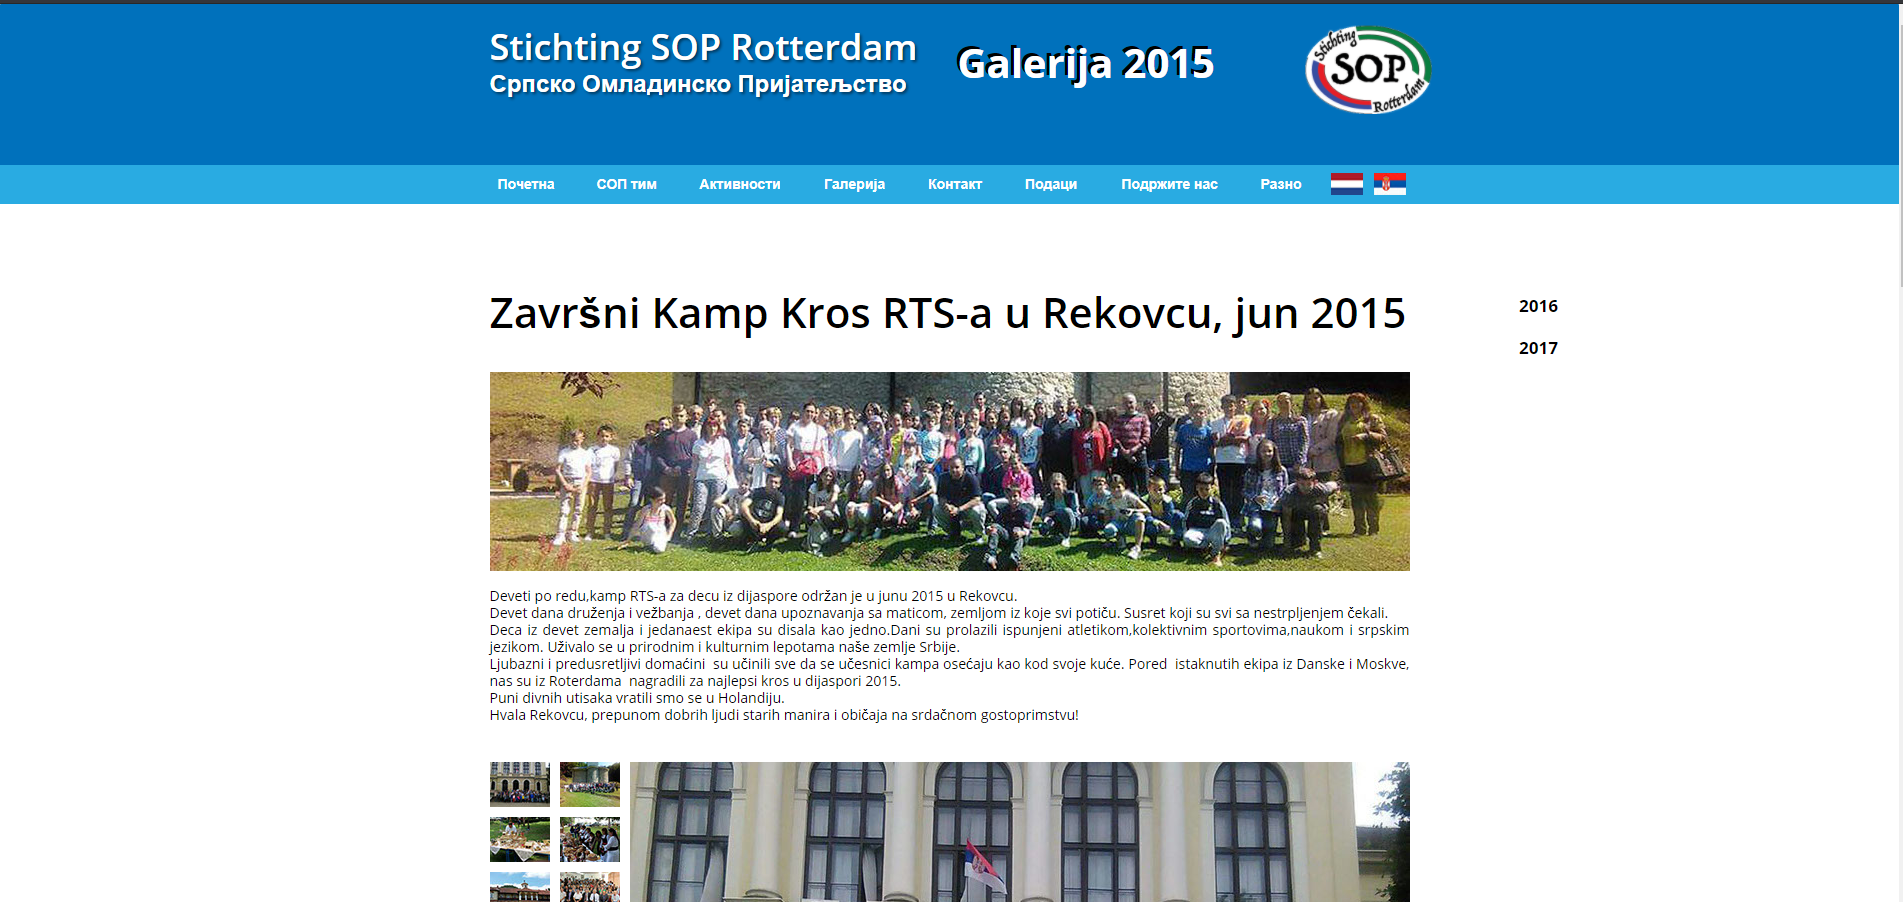 Stichting SOP Rotterdam
Српско Омладинско Пријатељство
Galerija 2015
Stichting
SOP
Rotterdam
Почетна СОП тим Активности Галерија Контакт Подаци Подржите нас Разно
Završni Kamp Kros RTS-a u Rekovcu, jun 2015
2016
2017
Deveti po redu,kamp RTS-a za decu iz dijaspore održan je u junu 2015 u Rekovcu.
Devet dana druženja i vežbanja , devet dana upoznavanja sa maticom, zemljom iz koje svi potiču. Susret koji su svi sa nestrpljenjem čekali.
Deca iz devet zemalja i jedanaest ekipa su disala kao jedno.Dani su prolazili ispunjeni atletikom,kolektivnim sportovima,naukom i srpskim
jezikom. Uživalo se u prirodnim i kulturnim lepotama naše zemlje Srbije.
Ljubazni i predusretljivi domaćini  su učinili sve da se učesnici kampa osećaju kao kod svoje kuće. Pored  istaknutih ekipa iz Danske i Moskve,
nas su iz Roterdama  nagradili za najlepsi kros u dijaspori 2015.
Puni divnih utisaka vratili smo se u Holandiju.
Hvala Rekovcu, prepunom dobrih ljudi starih manira i običaja na srdačnom gostoprimstvu!